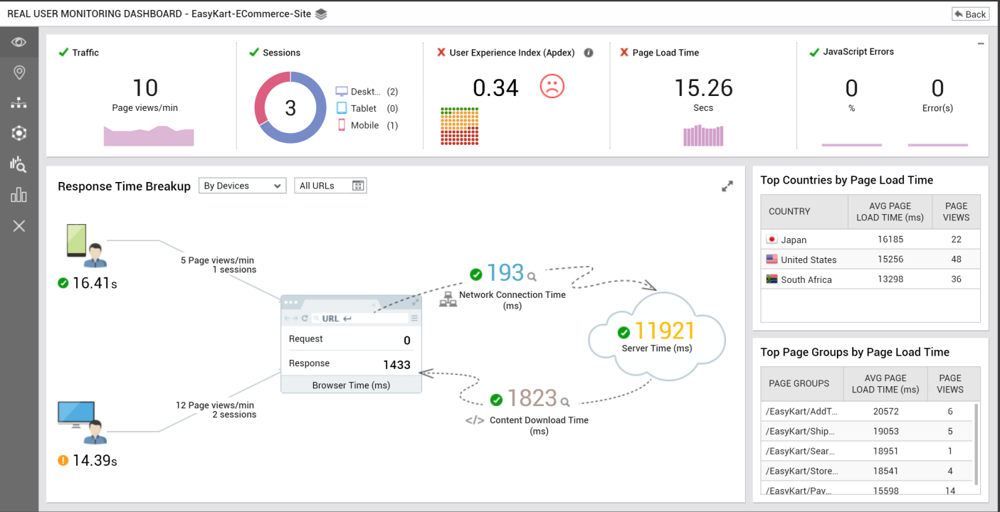 REAL USER MONITORING DASHBOARD - EasyKart-ECommerce-Site
Back
Traffic
10
Page views/min
Sessions
3
Deskt... (2)
Tablet (0)
Mobile (1)
User Experience Index (Apdex)
0.34
Page Load Time
15.26
Secs
JavaScript Errors
0
%
0
Error(s)
Response Time Breakup
By Devices
All URLs
5 Page views/min
1 sessions
16.41s
12 Page views/min
2 sessions
14.39s
URL
Request 0
Response 1433
Browser Time (ms)
193
Network Connection Time
(ms)
11921
Server Time (ms)
1823
</> Content Download Time
(ms)
Top Countries by Page Load Time
COUNTRY AVG PAGE LOAD TIME (ms) PAGE VIEWS
Japan 16185 22
United States 15256 48
South Africa 13298 36
Top Page Groups by Page Load Time
PAGE GROUPS AVG PAGE LOAD TIME (ms) PAGE VIEWS
/EasyKart/AddT... 20572 6
/EasyKart/Ship... 19053 5
/EasyKart/Sear... 18951 1
/EasyKart/Store... 18541 4
/EasyKart/Pay... 15598 14